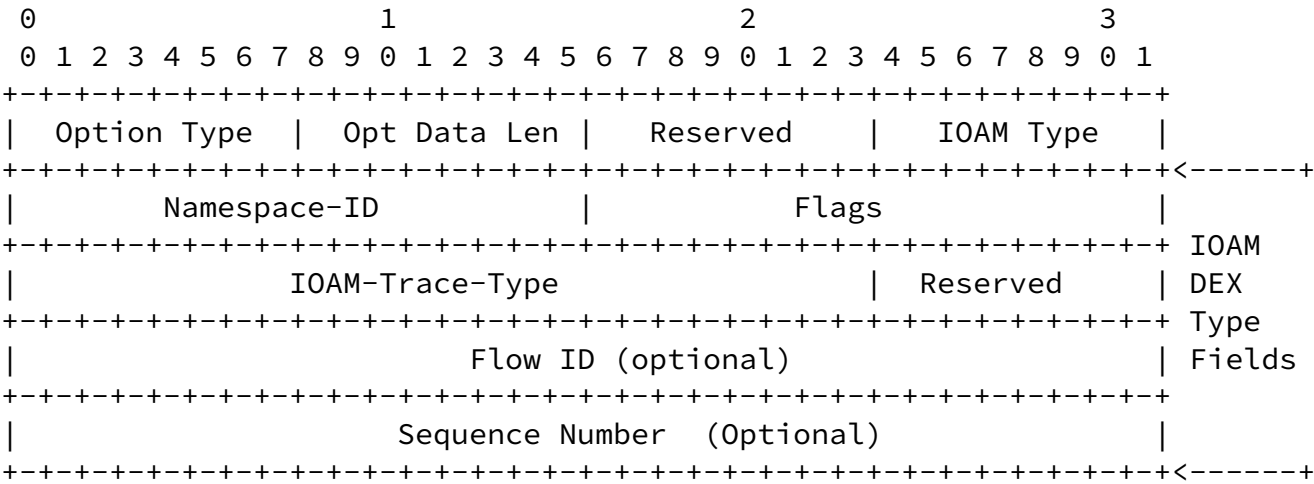 0                   1                   2                   3
 0 1 2 3 4 5 6 7 8 9 0 1 2 3 4 5 6 7 8 9 0 1 2 3 4 5 6 7 8 9 0 1
+-+-+-+-+-+-+-+-+-+-+-+-+-+-+-+-+-+-+-+-+-+-+-+-+-+-+-+-+-+-+-+-+
|  Option Type  |  Opt Data Len |   Reserved    |   IOAM Type   |
+-+-+-+-+-+-+-+-+-+-+-+-+-+-+-+-+-+-+-+-+-+-+-+-+-+-+-+-+-+-+-+-+<------+
|        Namespace-ID           |           Flags               |
+-+-+-+-+-+-+-+-+-+-+-+-+-+-+-+-+-+-+-+-+-+-+-+-+-+-+-+-+-+-+-+-+ IOAM
|               IOAM-Trace-Type                 |  Reserved     | DEX
+-+-+-+-+-+-+-+-+-+-+-+-+-+-+-+-+-+-+-+-+-+-+-+-+-+-+-+-+-+-+-+-+ Type
|                         Flow ID (optional)                    | Fields
+-+-+-+-+-+-+-+-+-+-+-+-+-+-+-+-+-+-+-+-+-+-+-+-+-+-+-+-+-+-+-+-+
|                     Sequence Number  (Optional)               |
+-+-+-+-+-+-+-+-+-+-+-+-+-+-+-+-+-+-+-+-+-+-+-+-+-+-+-+-+-+-+-+-+<------+